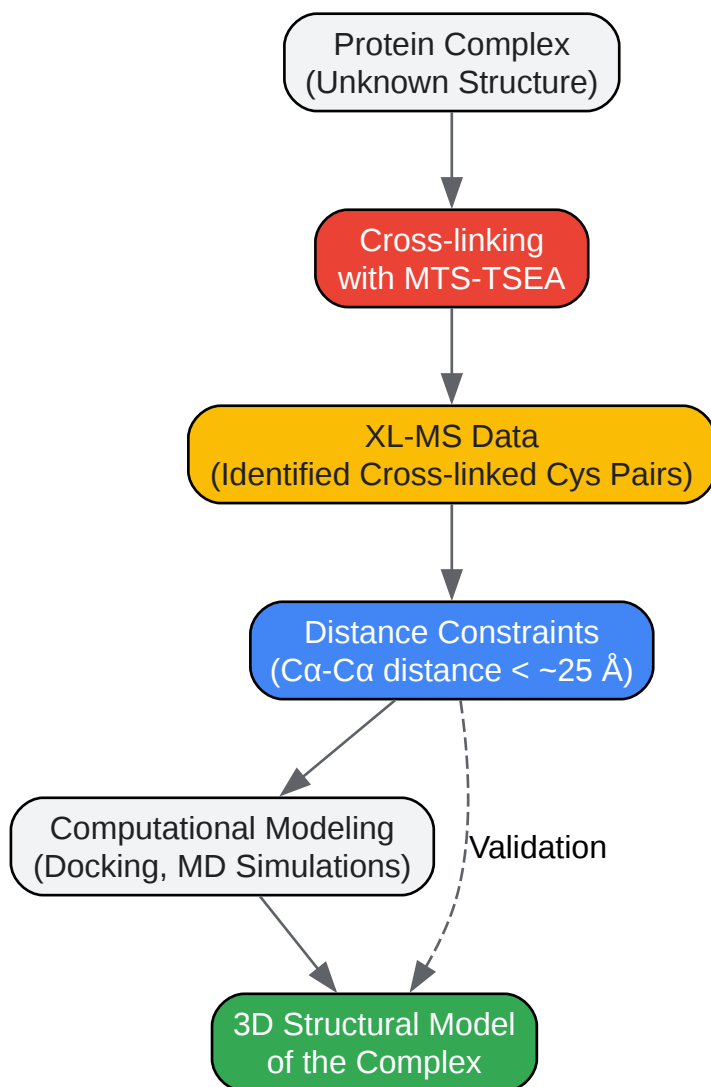 Protein Complex
(Unknown Structure)
Cross-linking
with MTS-TSEA
XL-MS Data
(Identified Cross-linked Cys Pairs)
Distance Constraints
(Cα-Cα distance < ~25 Å)
Computational Modeling
(Docking, MD Simulations)
Validation
3D Structural Model
of the Complex